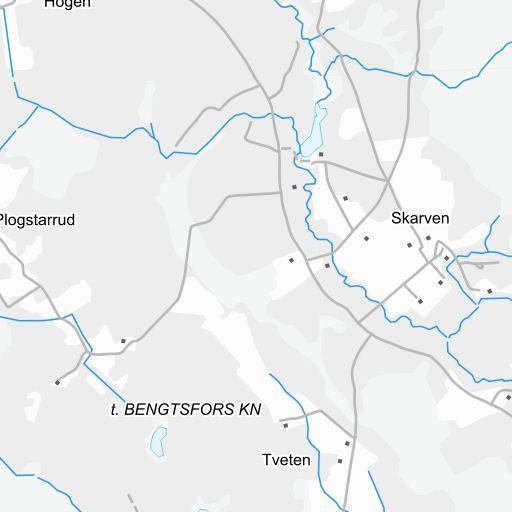 Högen
Plogstarrud
Skarven
t. BENGTSFORS KN
Tveten